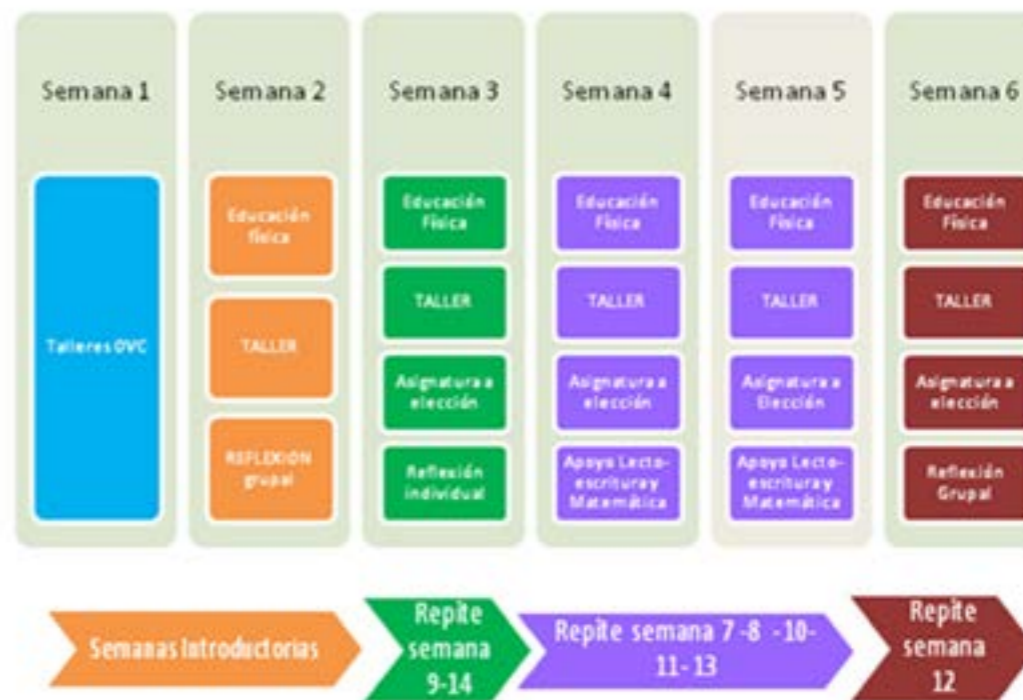 Semana 1
Talleres OVC
Semana 2
Educación
física
TALLER
REFLEXIÓN
grupal
Semana 3
Educación
Física
TALLER
Asignatura a
elección
Reflexión
individual
Semana 4
Educación
Física
TALLER
Asignatura a
elección
Apoyo Lecto-
escritura y
Matemática
Semana 5
Educación
Física
TALLER
Asignatura a
Elección
Apoyo Lecto-
escritura y
Matemática
Semana 6
Educación
Física
TALLER
Asignatura a
elección
Reflexión
Grupal
Semanas Introductorias
Repite
semana
9-14
Repite semana 7 -8 -10-
11- 13
Repite
semana
12